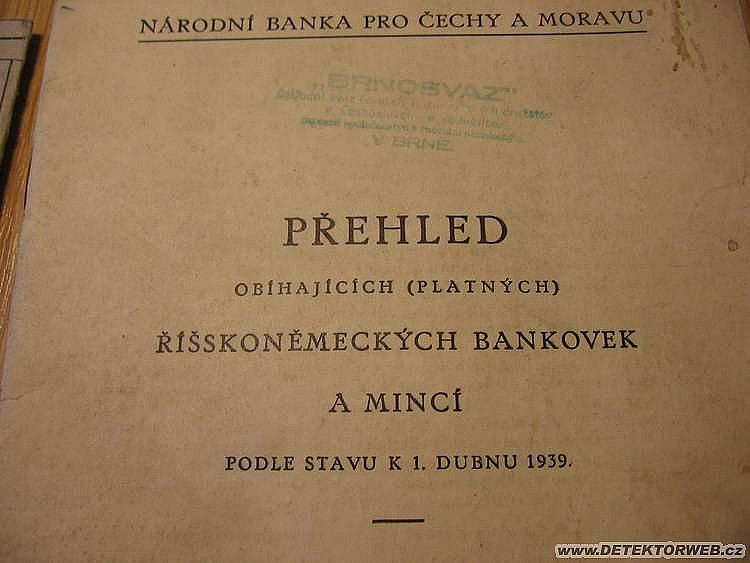 NÁRODNÍ BANKA PRO ČECHY A MORAVU
„BRNOSVAZ"
V BRNĚ
PŘEHLED
OBÍHAJÍCÍCH (PLATNÝCH)
ŘÍŠSKONĚMECKÝCH BANKOVEK
A MINCÍ
PODLE STAVU K 1. DUBNU 1939.
www.DETEKTORWEB.cz